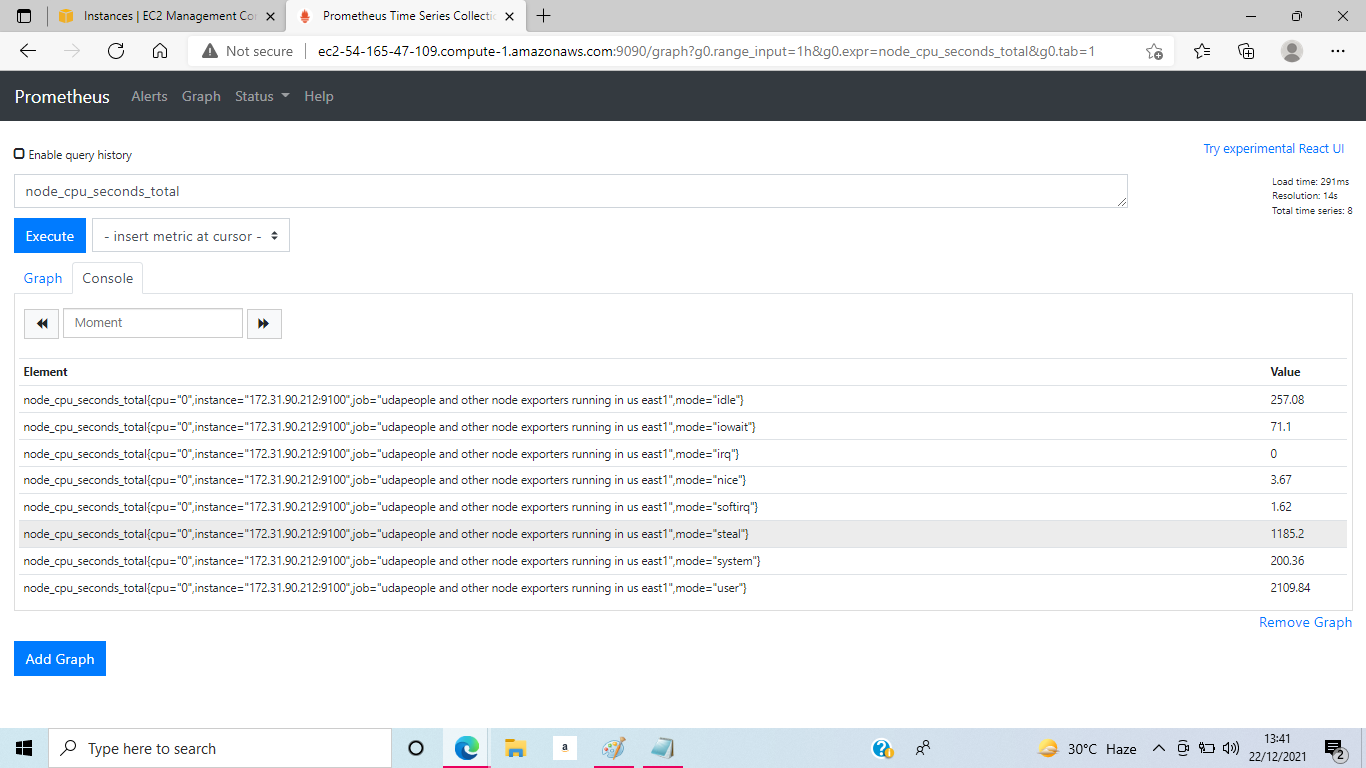 Instances | EC2 Management Con
Prometheus Time Series Collectio
Not secure
ec2-54-165-47-109.compute-1.amazonaws.com:9090/graph?g0.range_input=1h&g0.expr=node_cpu_seconds_total&g0.tab=1
Prometheus Alerts Graph Status Help
Enable query history
Try experimental React UI
node_cpu_seconds_total
Load time: 291ms
Resolution: 14s
Total time series: 8
Execute - insert metric at cursor -
Graph Console
Moment
Element Value
node_cpu_seconds_total{cpu="0",instance="172.31.90.212:9100",job="udapeople and other node exporters running in us east1",mode="idle"} 257.08
node_cpu_seconds_total{cpu="0",instance="172.31.90.212:9100",job="udapeople and other node exporters running in us east1",mode="iowait"} 71.1
node_cpu_seconds_total{cpu="0",instance="172.31.90.212:9100",job="udapeople and other node exporters running in us east1",mode="irq"} 0
node_cpu_seconds_total{cpu="0",instance="172.31.90.212:9100",job="udapeople and other node exporters running in us east1",mode="nice"} 3.67
node_cpu_seconds_total{cpu="0",instance="172.31.90.212:9100",job="udapeople and other node exporters running in us east1",mode="softirq"} 1.62
node_cpu_seconds_total{cpu="0",instance="172.31.90.212:9100",job="udapeople and other node exporters running in us east1",mode="steal"} 1185.2
node_cpu_seconds_total{cpu="0",instance="172.31.90.212:9100",job="udapeople and other node exporters running in us east1",mode="system"} 200.36
node_cpu_seconds_total{cpu="0",instance="172.31.90.212:9100",job="udapeople and other node exporters running in us east1",mode="user"} 2109.84
Remove Graph
Add Graph
Type here to search
a
30°C Haze
13:41
22/12/2021
2